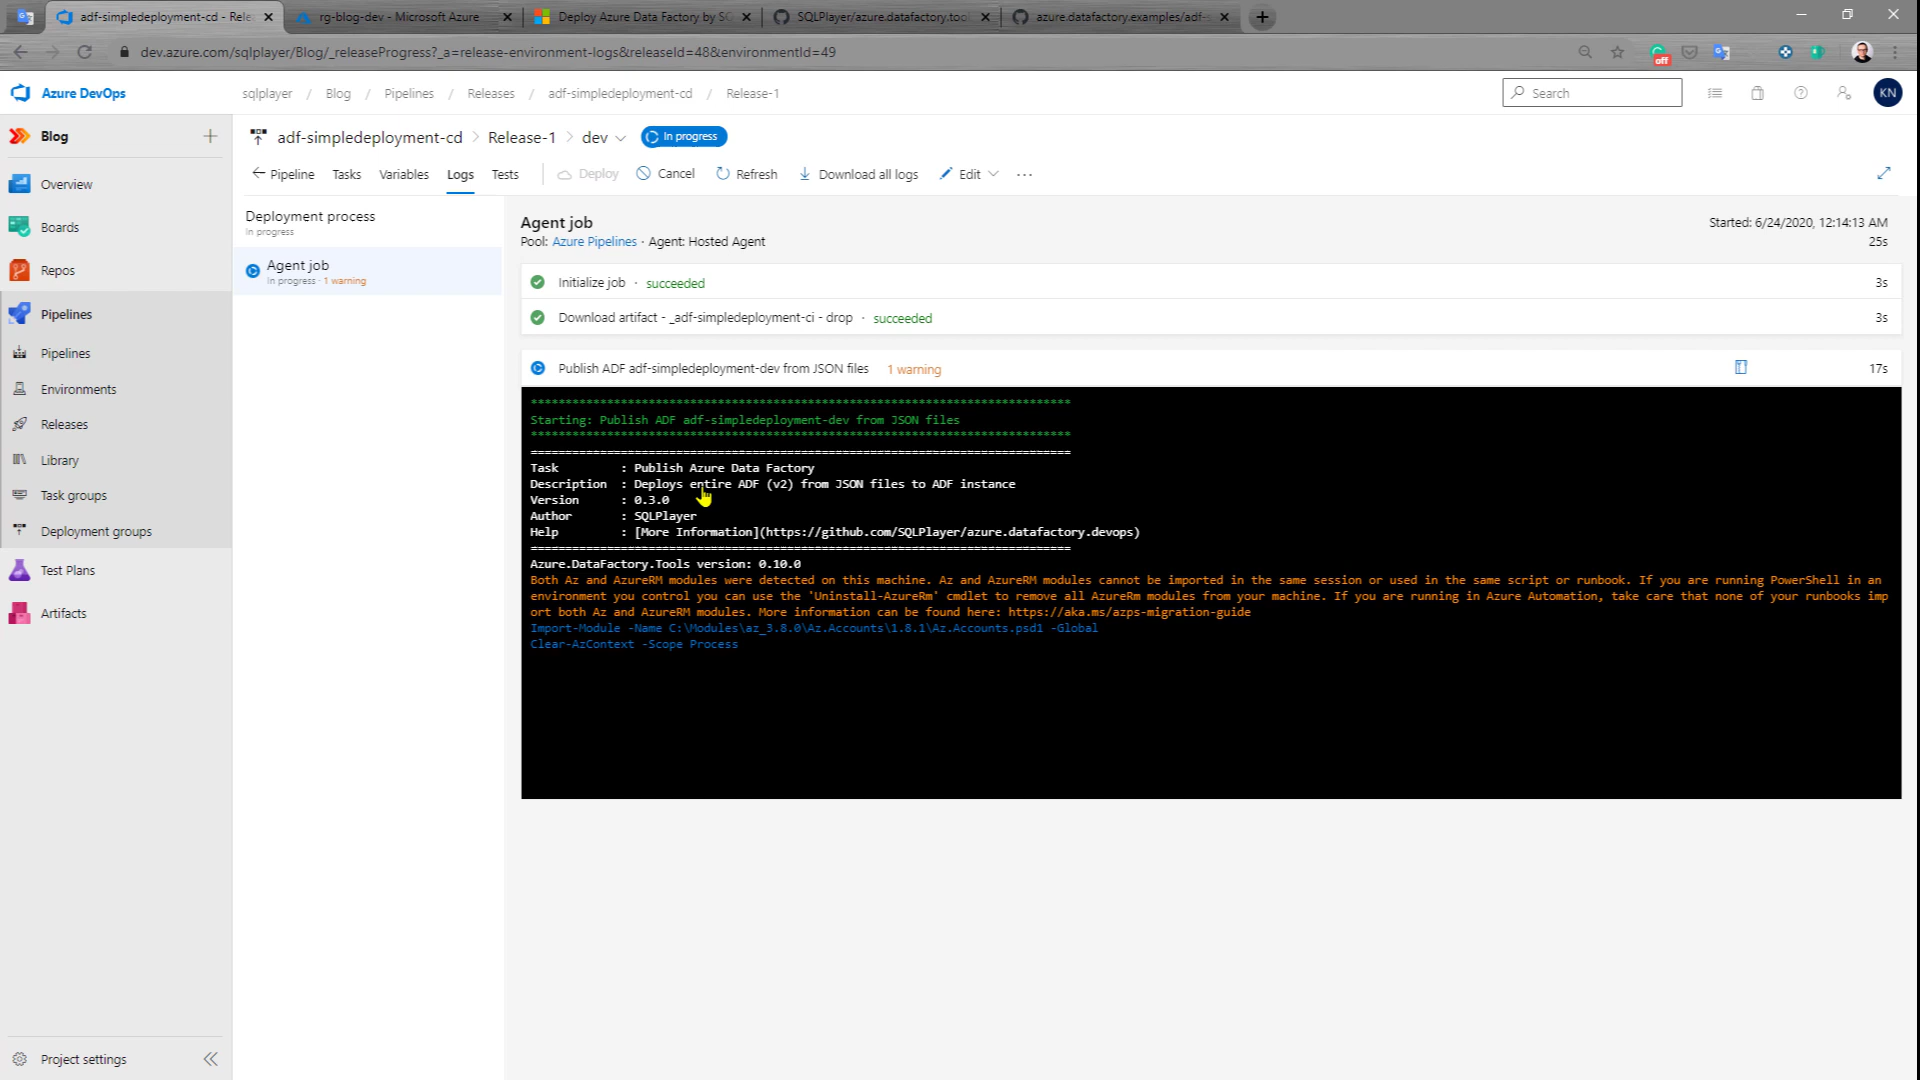 adf-simpledeployment-cd - Rele
rg-blog-dev - Microsoft Azure
Deploy Azure Data Factory by SQ
SQLPlayer/azure.datafactory.tool
azure.datafactory.examples/adf-s
dev.azure.com/sqlplayer/Blog/_releaseProgress?_a=release-environment-logs&releaseId=48&environmentId=49
off
Azure DevOps
sqlplayer / Blog / Pipelines / Releases / adf-simpledeployment-cd / Release-1
Search
KN
Blog
adf-simpledeployment-cd > Release-1 > dev
In progress
Pipeline
Tasks
Variables
Logs
Tests
Deploy
Cancel
Refresh
Download all logs
Edit
...
Overview
Boards
Repos
Pipelines
Pipelines
Environments
Releases
Library
Task groups
Deployment groups
Test Plans
Artifacts
Project settings
Deployment process
In progress
Agent job
In progress · 1 warning
Agent job
Pool: Azure Pipelines · Agent: Hosted Agent
Started: 6/24/2020, 12:14:13 AM
25s
Initialize job · succeeded
3s
Download artifact - _adf-simpledeployment-ci - drop · succeeded
3s
Publish ADF adf-simpledeployment-dev from JSON files 1 warning
17s
******************************************************************************
Starting: Publish ADF adf-simpledeployment-dev from JSON files
******************************************************************************
==============================================================================
Task : Publish Azure Data Factory
Description : Deploys entire ADF (v2) from JSON files to ADF instance
Version : 0.3.0
Author : SQLPlayer
Help : [More Information](https://github.com/SQLPlayer/azure.datafactory.devops)
==============================================================================
Azure.DataFactory.Tools version: 0.10.0
Both Az and AzureRM modules were detected on this machine. Az and AzureRM modules cannot be imported in the same session or used in the same script or runbook. If you are running PowerShell in an
environment you control you can use the 'Uninstall-AzureRm' cmdlet to remove all AzureRm modules from your machine. If you are running in Azure Automation, take care that none of your runbooks imp
ort both Az and AzureRM modules. More information can be found here: https://aka.ms/azps-migration-guide
Import-Module -Name C:\Modules\az_3.8.0\Az.Accounts\1.8.1\Az.Accounts.psd1 -Global
Clear-AzContext -Scope Process